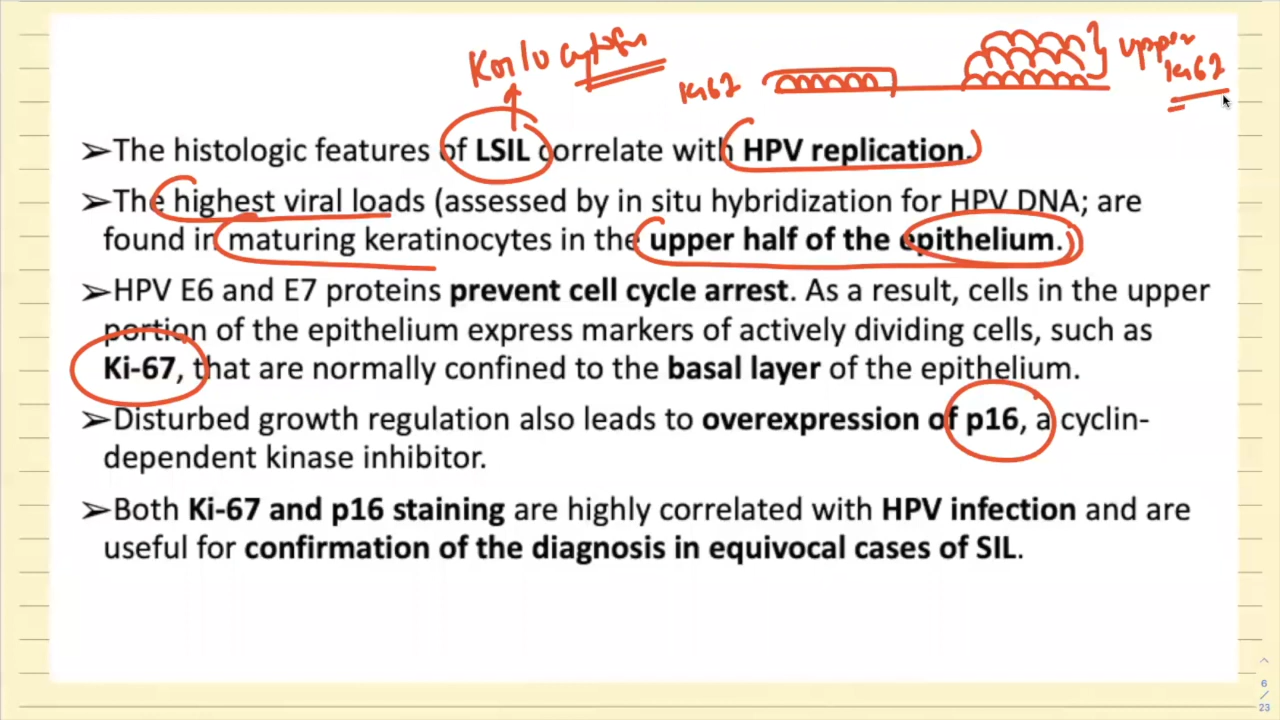 upper
Ki67
Ki67
➢The histologic features of LSIL correlate with HPV replication.
➢The highest viral loads (assessed by in situ hybridization for HPV DNA; are
found in maturing keratinocytes in the upper half of the epithelium.
➢HPV E6 and E7 proteins prevent cell cycle arrest. As a result, cells in the upper
portion of the epithelium express markers of actively dividing cells, such as
Ki-67, that are normally confined to the basal layer of the epithelium.
➢Disturbed growth regulation also leads to overexpression of p16, a cyclin-
dependent kinase inhibitor.
➢Both Ki-67 and p16 staining are highly correlated with HPV infection and are
useful for confirmation of the diagnosis in equivocal cases of SIL.
6
/
23